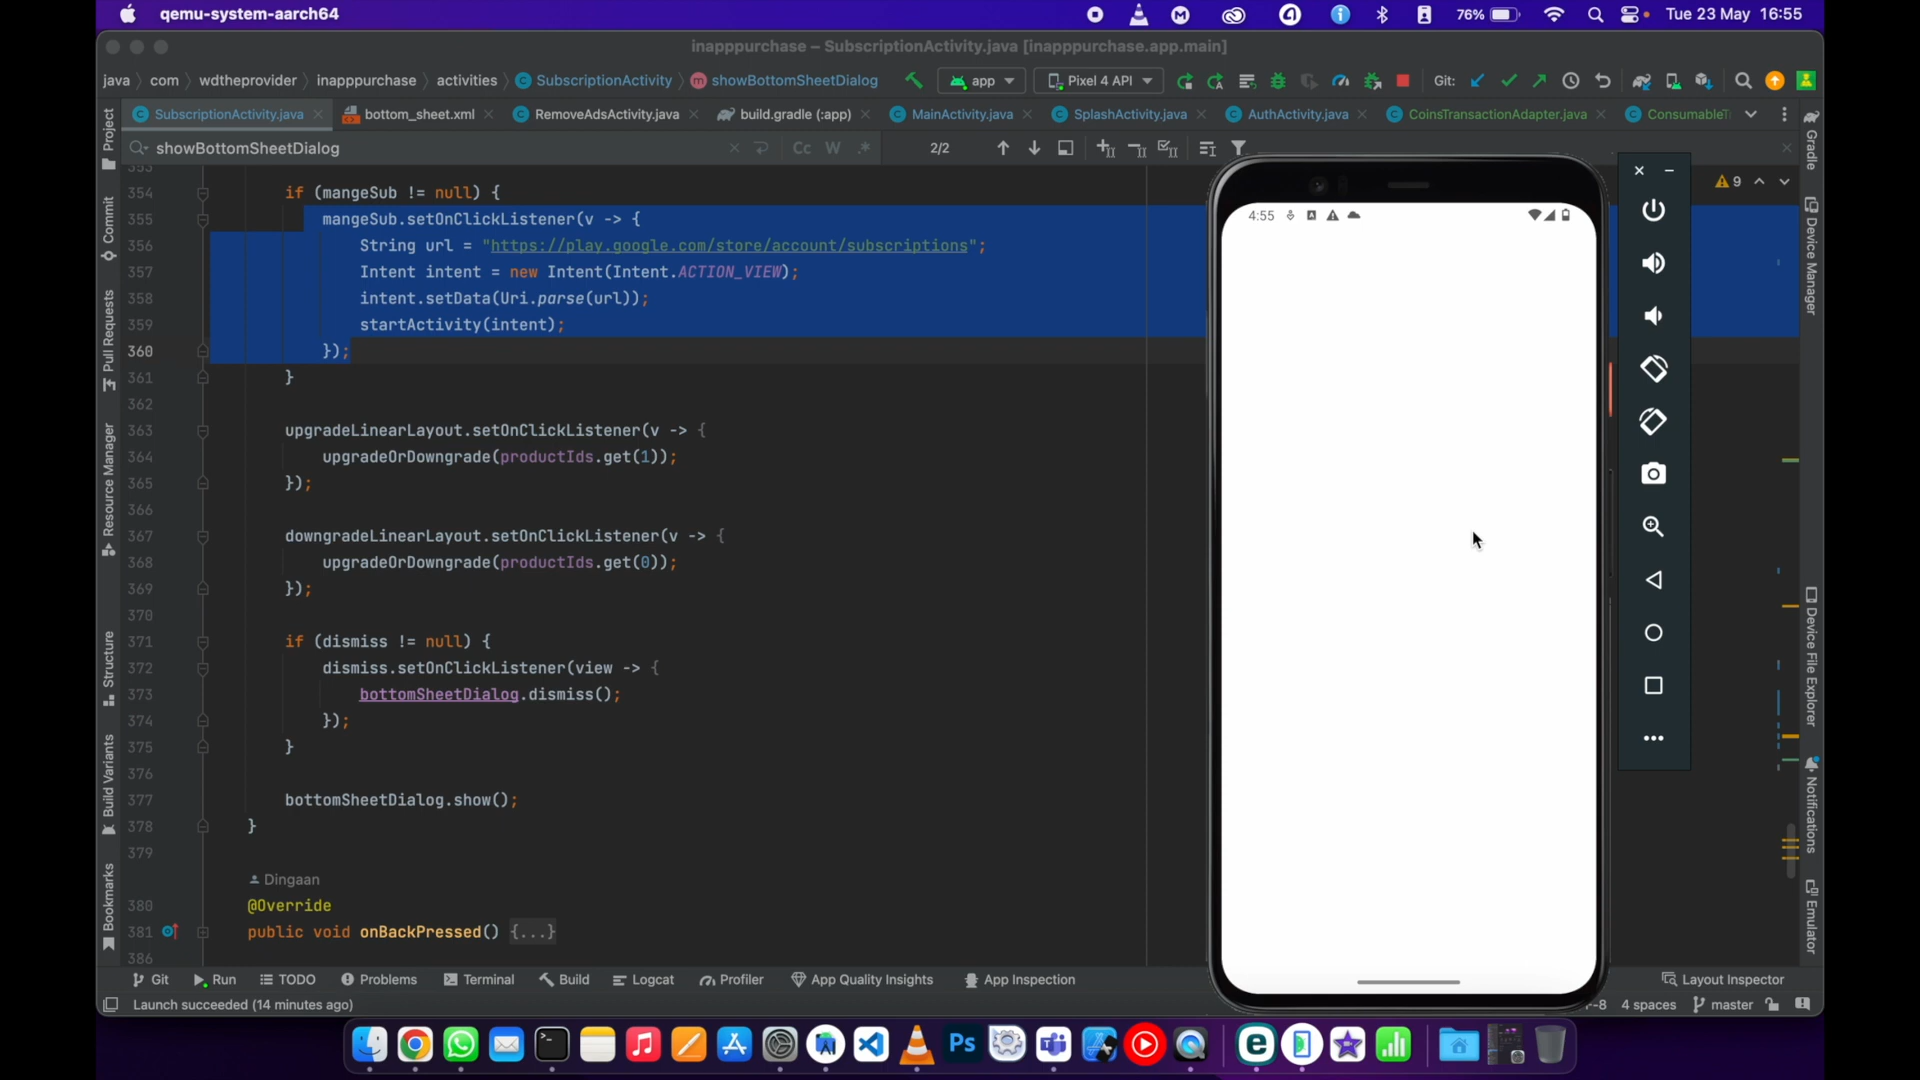 qemu-system-aarch64
76%
Tue 23 May 16:55
inapppurchase – SubscriptionActivity.java [inapppurchase.app.main]
java
com
wdtheprovider
inapppurchase
activities
SubscriptionActivity
showBottomSheetDialog
app
Pixel 4 API
Git:
SubscriptionActivity.java
bottom_sheet.xml
RemoveAdsActivity.java
build.gradle (:app)
MainActivity.java
SplashActivity.java
AuthActivity.java
CoinsTransactionAdapter.java
showBottomSheetDialog
Cc
W
.*
2/2
9
353
354 if (mangeSub != null) {
355 mangeSub.setOnClickListener(v -> {
356 String url = "https://play.google.com/store/account/subscriptions";
357 Intent intent = new Intent(Intent.ACTION_VIEW);
358 intent.setData(Uri.parse(url));
359 startActivity(intent);
360 });
361 }
362
363 upgradeLinearLayout.setOnClickListener(v -> {
364 upgradeOrDowngrade(productIds.get(1));
365 });
366
367 downgradeLinearLayout.setOnClickListener(v -> {
368 upgradeOrDowngrade(productIds.get(0));
369 });
370
371 if (dismiss != null) {
372 dismiss.setOnClickListener(view -> {
373 bottomSheetDialog.dismiss();
374 });
375 }
376
377 bottomSheetDialog.show();
378 }
379
Dingaan
380 @Override
381 public void onBackPressed() {...}
386
4:55
Project
Commit
Pull Requests
Resource Manager
Structure
Build Variants
Bookmarks
Gradle
Device Manager
Device File Explorer
Notifications
Emulator
Git
Run
TODO
Problems
Terminal
Build
Logcat
Profiler
App Quality Insights
App Inspection
Layout Inspector
Launch succeeded (14 minutes ago)
4 spaces
master
Ps